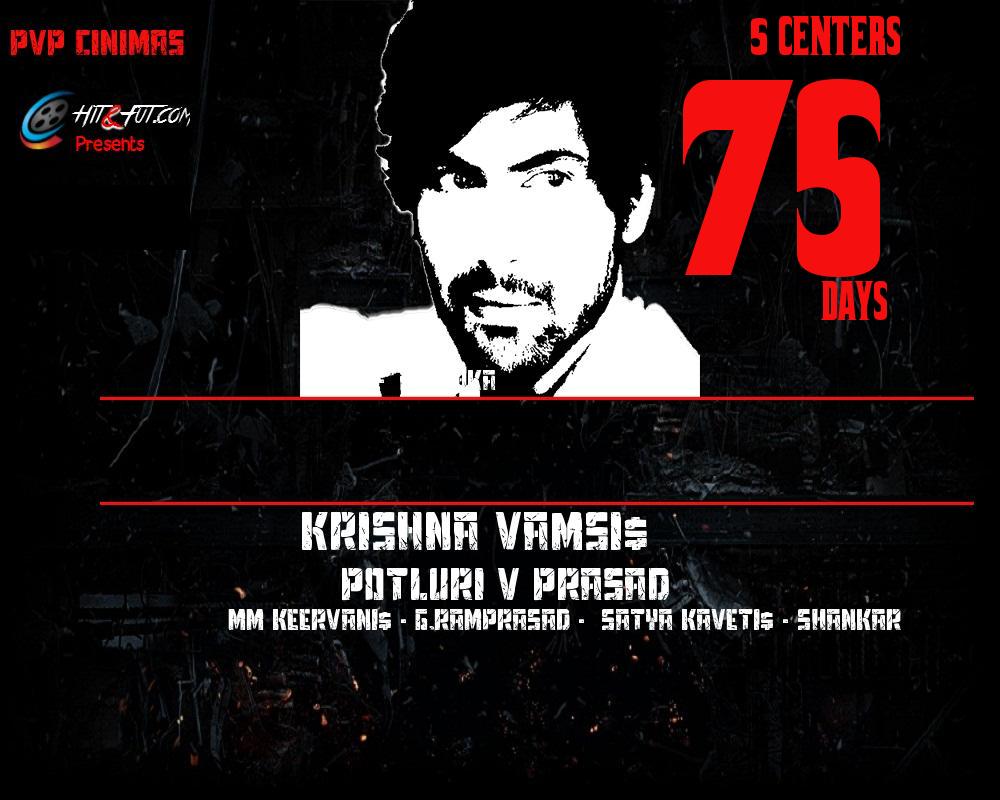 PVP CINIMAS
HIT&FUT.COM
Presents
5 CENTERS
75
DAYS
KRISHNA VAMSI$
POTLURI V PRASAD
MM KEERVANI$ - G.RAMPRASAD - SATYA KAVETI$ - SHANKAR